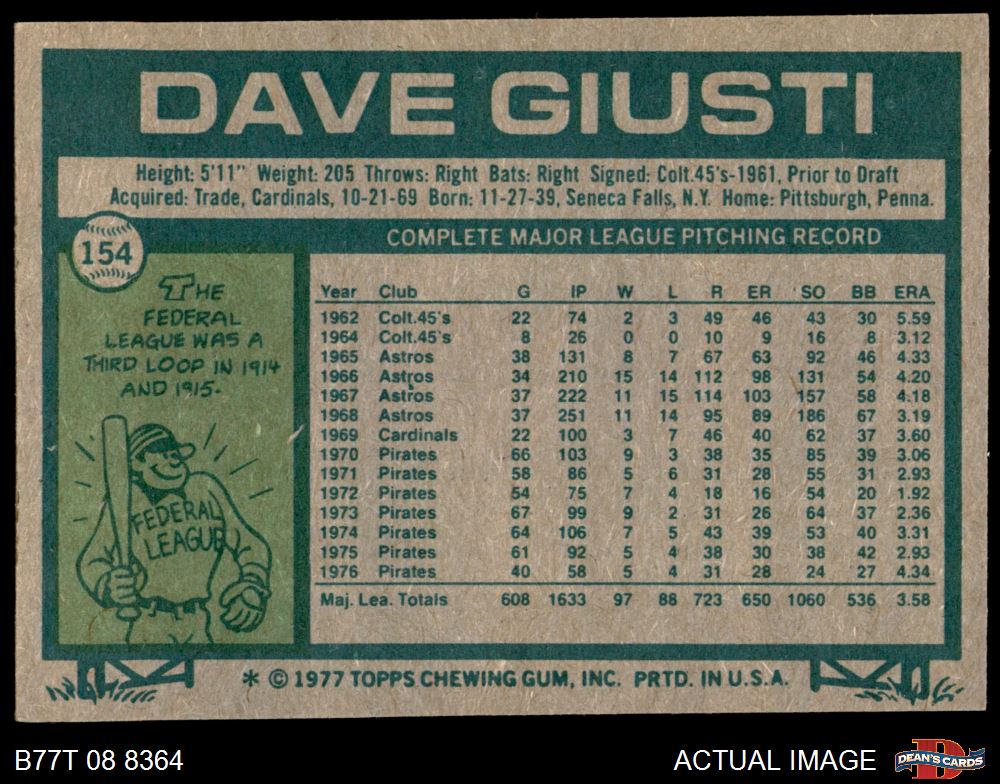 DAVE GIUSTI
Height: 5'11" Weight: 205 Throws: Right Bats: Right Signed: Colt.45's-1961, Prior to Draft
Acquired: Trade, Cardinals, 10-21-69 Born: 11-27-39, Seneca Falls, N.Y. Home: Pittsburgh, Penna.
154
THE
FEDERAL
LEAGUE WAS A
THIRD LOOP IN 1914
AND 1915.
FEDERAL
LEAGUE
COMPLETE MAJOR LEAGUE PITCHING RECORD
Year Club G IP W L R ER SO BB ERA
1962 Colt.45's 22 74 2 3 49 46 43 30 5.59
1964 Colt.45's 8 26 0 0 10 9 16 8 3.12
1965 Astros 38 131 8 7 67 63 92 46 4.33
1966 Astros 34 210 15 14 112 98 131 54 4.20
1967 Astros 37 222 11 15 114 103 157 58 4.18
1968 Astros 37 251 11 14 95 89 186 67 3.19
1969 Cardinals 22 100 3 7 46 40 62 37 3.60
1970 Pirates 66 103 9 3 38 35 85 39 3.06
1971 Pirates 58 86 5 6 31 28 55 31 2.93
1972 Pirates 54 75 7 4 18 16 54 20 1.92
1973 Pirates 67 99 9 2 31 26 64 37 2.36
1974 Pirates 64 106 7 5 43 39 53 40 3.31
1975 Pirates 61 92 5 4 38 30 38 42 2.93
1976 Pirates 40 58 5 4 31 28 24 27 4.34
Maj. Lea. Totals 608 1633 97 88 723 650 1060 536 3.58
* © 1977 TOPPS CHEWING GUM, INC. PRTD. IN U.S.A.
B77T 08 8364
ACTUAL IMAGE
D
DEAN'S CARDS